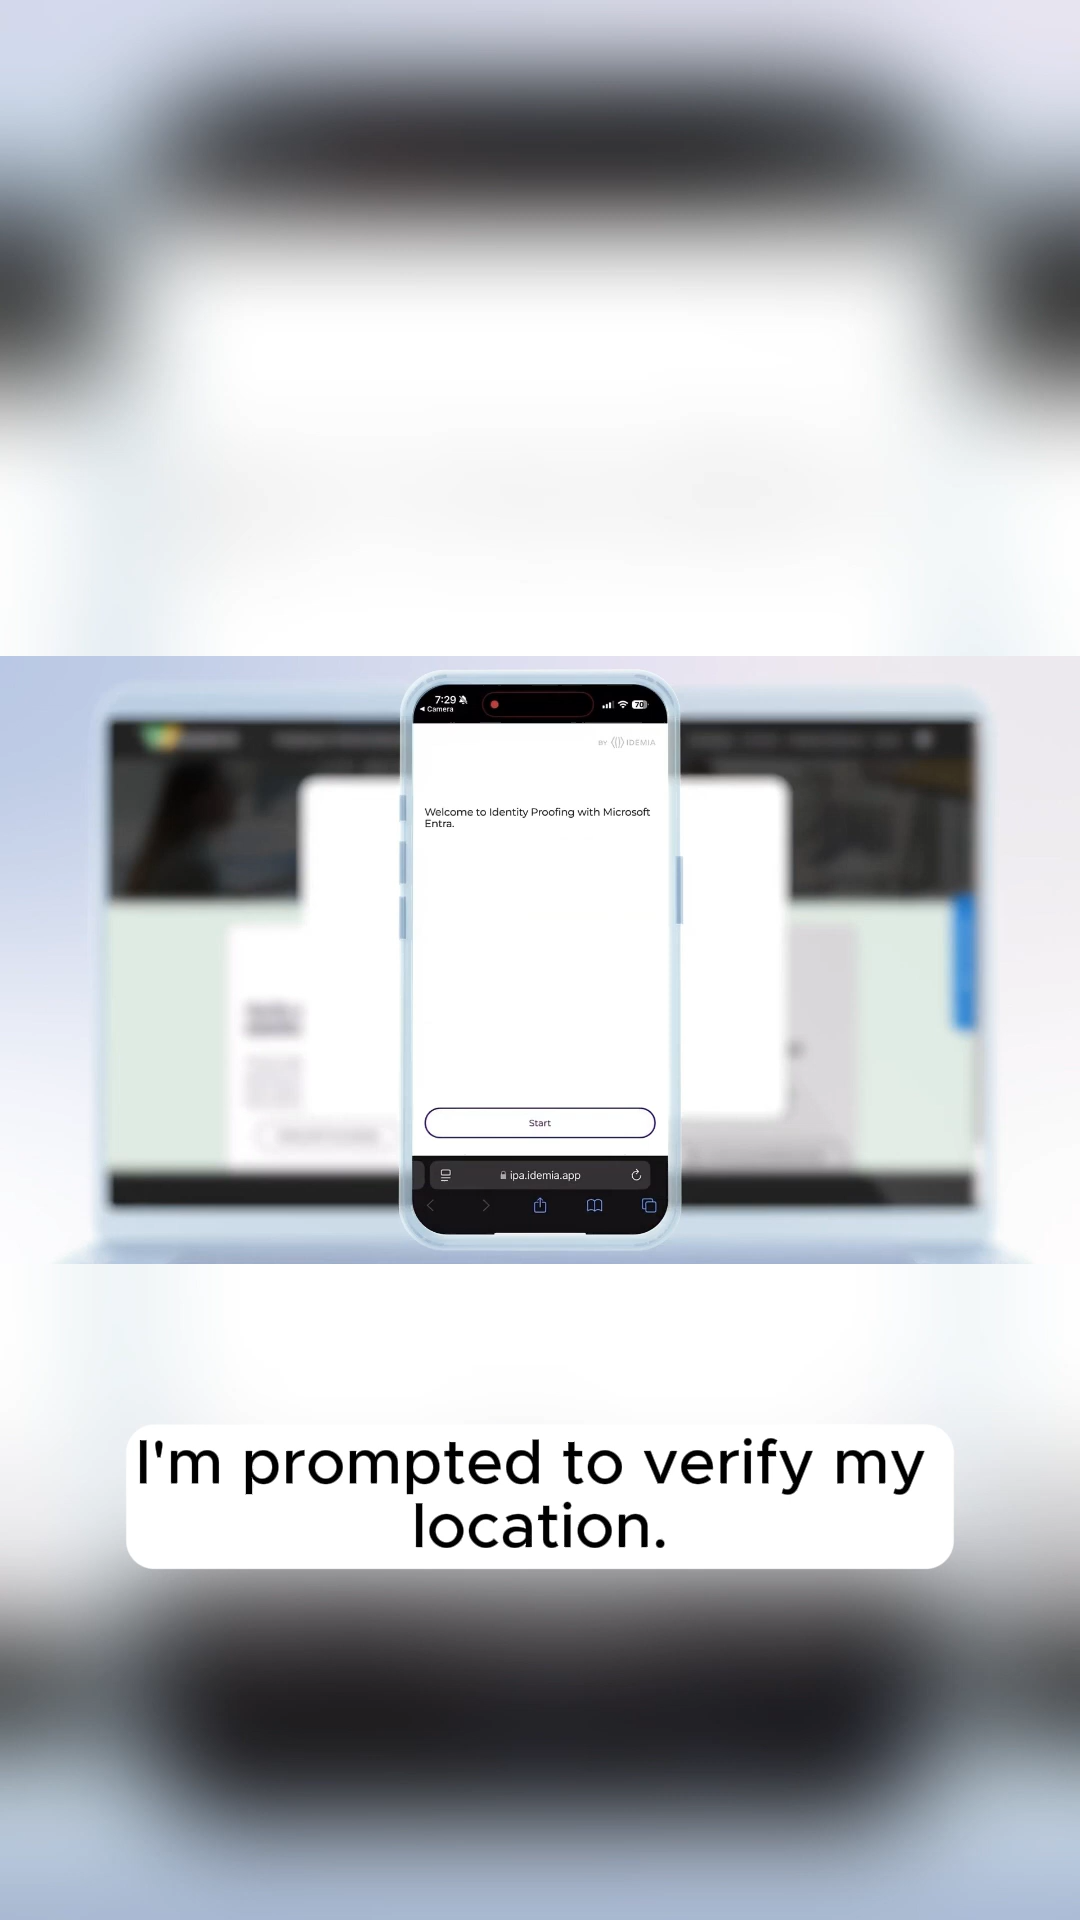 7:29
Camera
70
BY IDEMIA
Welcome to Identity Proofing with Microsoft
Entra.
Start
ipa.idemia.app
I'm prompted to verify my
location.